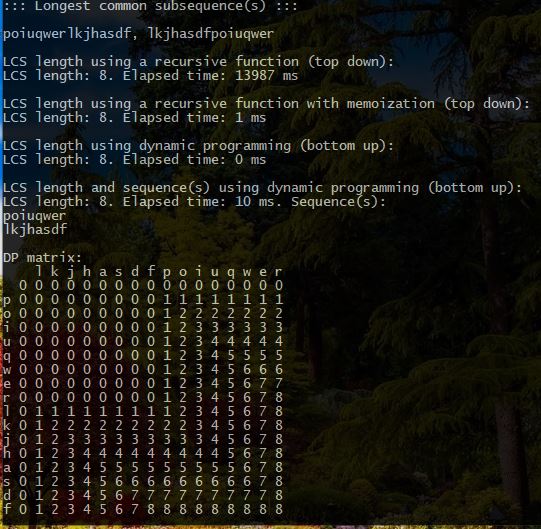 ::: Longest common subsequence(s) :::
poiuqwerlkjhasdf, lkjhasdfpoiuqwer
LCS length using a recursive function (top down):
LCS length: 8. Elapsed time: 13987 ms
LCS length using a recursive function with memoization (top down):
LCS length: 8. Elapsed time: 1 ms
LCS length using dynamic programming (bottom up):
LCS length: 8. Elapsed time: 0 ms
LCS length and sequence(s) using dynamic programming (bottom up):
LCS length: 8. Elapsed time: 10 ms. Sequence(s):
poiuqwer
lkjhasdf
DP matrix:
l k j h a s d f p o i u q w e r
0 0 0 0 0 0 0 0 0 0 0 0 0 0 0 0 0
p 0 0 0 0 0 0 0 0 0 1 1 1 1 1 1 1 1
o 0 0 0 0 0 0 0 0 0 1 2 2 2 2 2 2 2
i 0 0 0 0 0 0 0 0 0 1 2 3 3 3 3 3 3
u 0 0 0 0 0 0 0 0 0 1 2 3 4 4 4 4 4
q 0 0 0 0 0 0 0 0 0 1 2 3 4 5 5 5 5
w 0 0 0 0 0 0 0 0 0 1 2 3 4 5 6 6 6
e 0 0 0 0 0 0 0 0 0 1 2 3 4 5 6 7 7
r 0 0 0 0 0 0 0 0 0 1 2 3 4 5 6 7 8
l 0 1 1 1 1 1 1 1 1 1 2 3 4 5 6 7 8
k 0 1 2 2 2 2 2 2 2 2 2 3 4 5 6 7 8
j 0 1 2 3 3 3 3 3 3 3 3 3 4 5 6 7 8
h 0 1 2 3 4 4 4 4 4 4 4 4 4 5 6 7 8
a 0 1 2 3 4 5 5 5 5 5 5 5 5 5 6 7 8
s 0 1 2 3 4 5 6 6 6 6 6 6 6 6 6 7 8
d 0 1 2 3 4 5 6 7 7 7 7 7 7 7 7 7 8
f 0 1 2 3 4 5 6 7 8 8 8 8 8 8 8 8 8